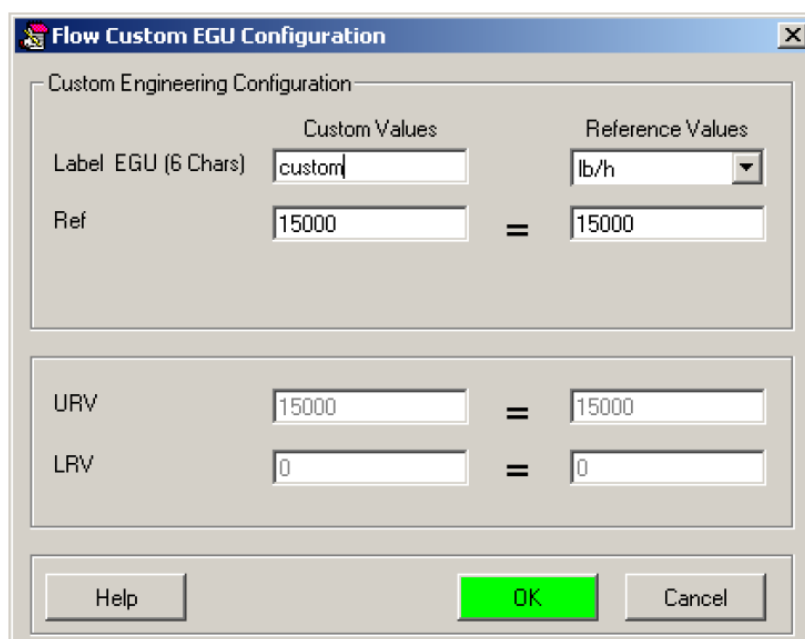 Flow Custom EGU Configuration
Custom Engineering Configuration
Custom Values Reference Values
Label EGU (6 Chars) custom lb/h
Ref 15000 = 15000
URV 15000 = 15000
LRV 0 = 0
Help OK Cancel